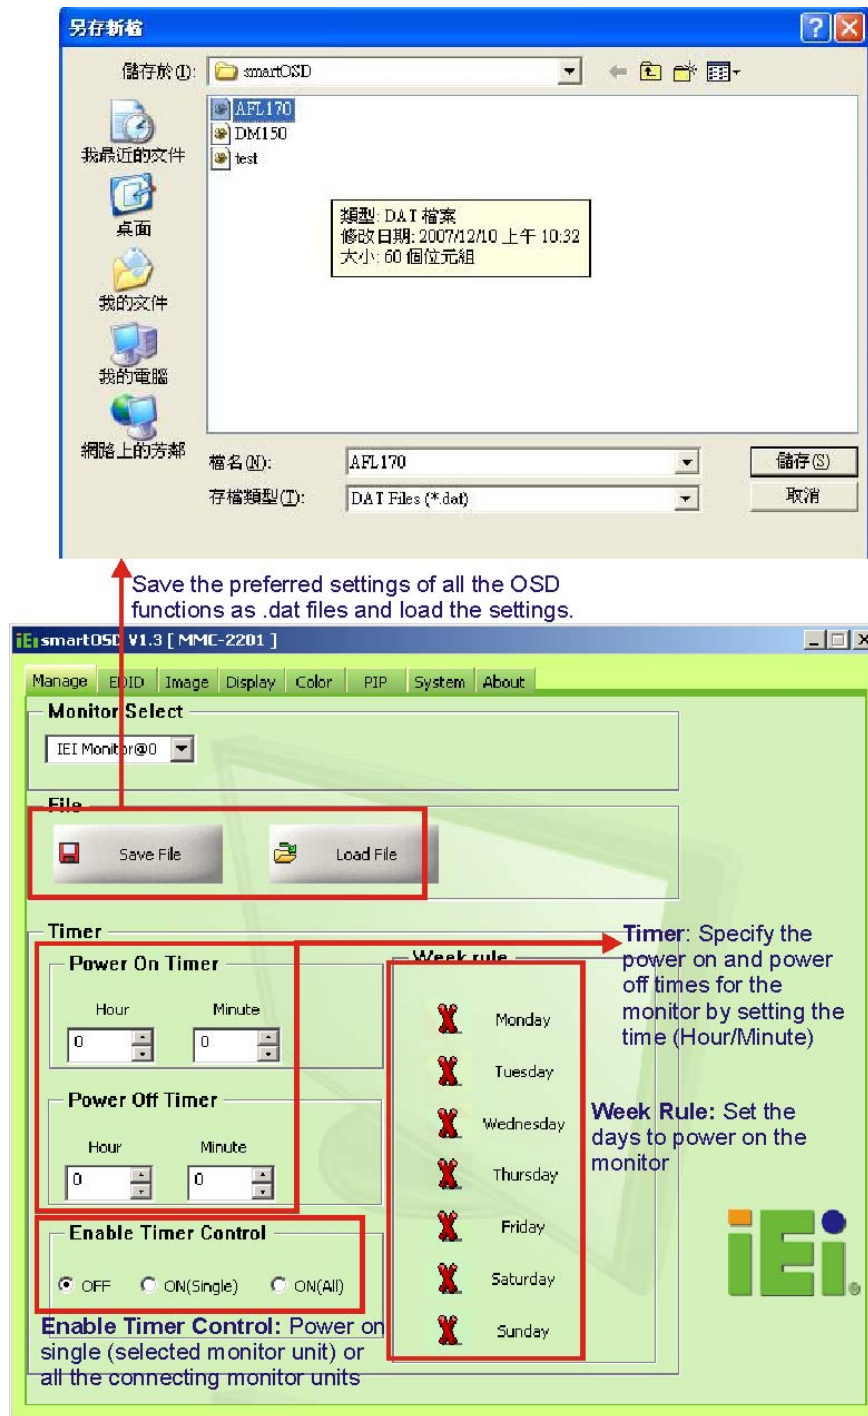 另存新檔
儲存於(I): smartOSD
AFL170
DM150
test
我最近的文件
桌面
我的文件
我的電腦
網路上的芳鄰
類型: DAT 檔案
修改日期: 2007/12/10 上午 10:32
大小: 60 個位元組
檔名(N): AFL170 儲存(S)
存檔類型(T): DAT Files (*.dat) 取消
Save the preferred settings of all the OSD
functions as .dat files and load the settings.
iEi smartOSD V1.3 [ MMC-2201 ]
Manage EDID Image Display Color PIP System About
Monitor Select
IEI Monitor@0
File
Save File Load File
Timer
Power On Timer
Hour Minute
0 0
Power Off Timer
Hour Minute
0 0
Enable Timer Control
OFF ON(Single) ON(All)
Enable Timer Control: Power on
single (selected monitor unit) or
all the connecting monitor units
Week rule
Monday
Tuesday
Wednesday
Thursday
Friday
Saturday
Sunday
Timer: Specify the
power on and power
off times for the
monitor by setting the
time (Hour/Minute)
Week Rule: Set the
days to power on the
monitor
iEi